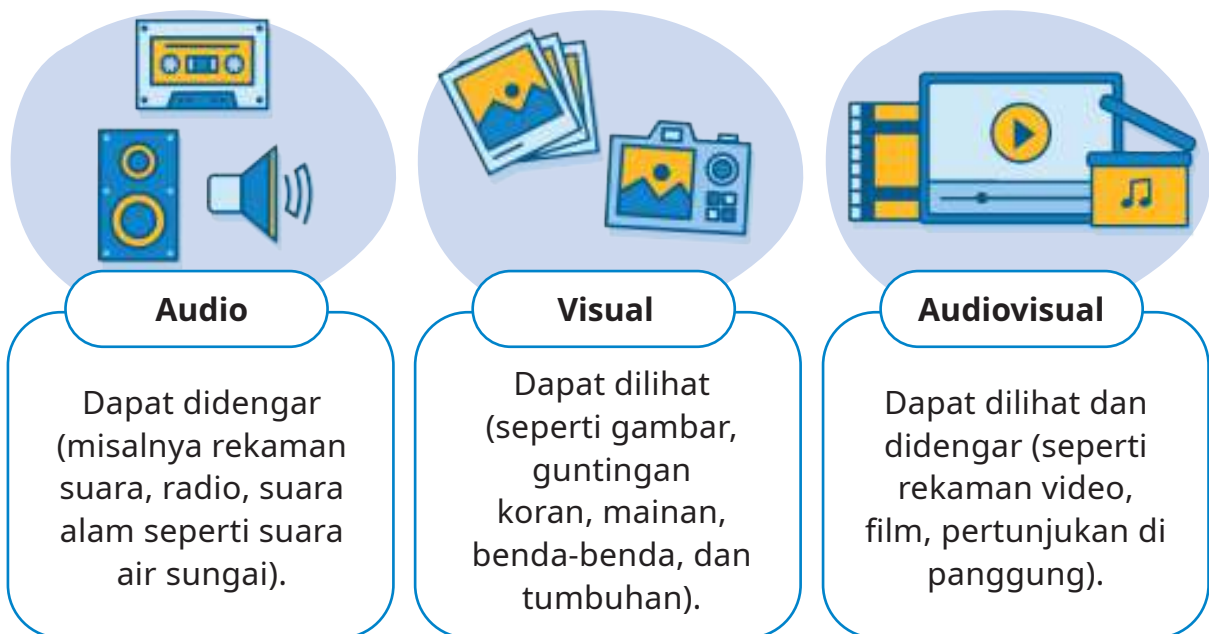 Audio
Dapat didengar
(misalnya rekaman
suara, radio, suara
alam seperti suara
air sungai).
Visual
Dapat dilihat
(seperti gambar,
guntingan
koran, mainan,
benda-benda, dan
tumbuhan).
Audiovisual
Dapat dilihat dan
didengar (seperti
rekaman video,
film, pertunjukan di
panggung).